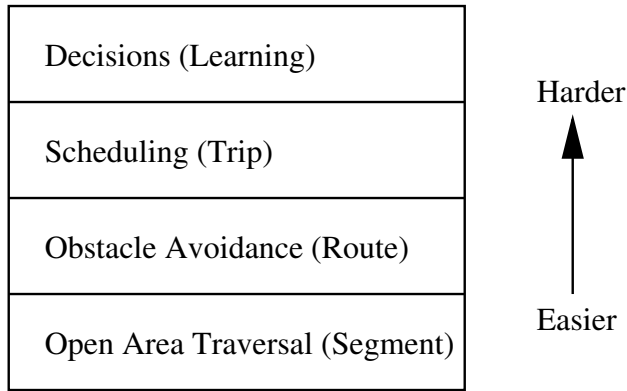 Decisions (Learning)
Harder
Scheduling (Trip)
Obstacle Avoidance (Route)
Easier
Open Area Traversal (Segment)